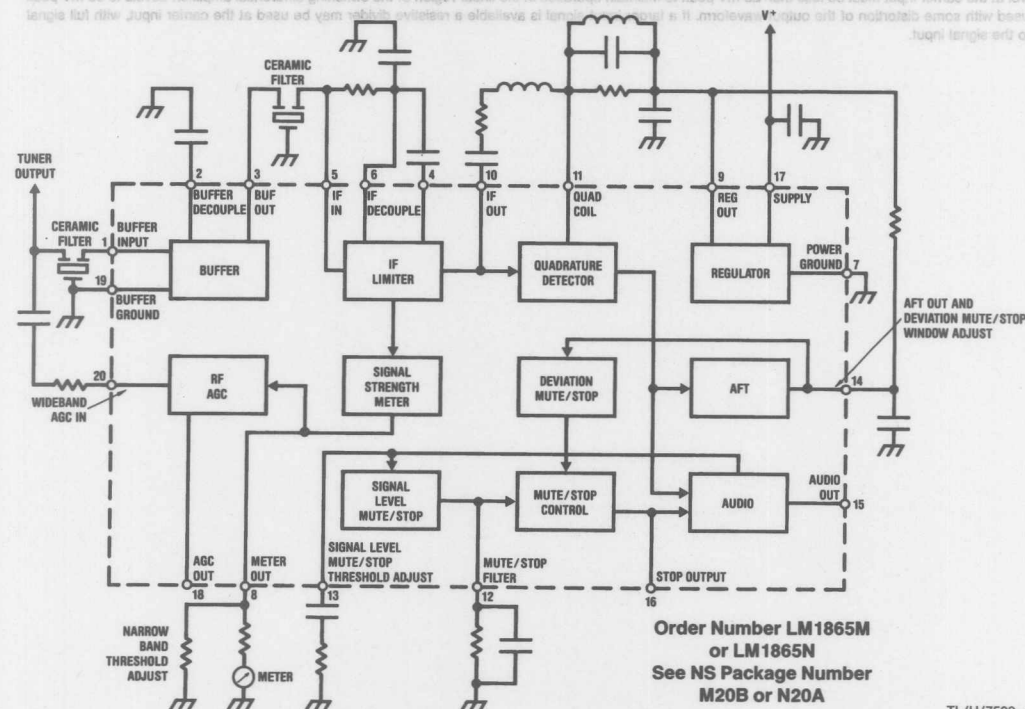 V+
CERAMIC
FILTER
TUNER
OUTPUT
2
BUFFER
DECOUPLE
3
BUF
OUT
5
IF
IN
6
IF
DECOUPLE
4
10
IF
OUT
11
QUAD
COIL
9
REG
OUT
17
SUPPLY
CERAMIC
FILTER
1
BUFFER
INPUT
19
BUFFER
GROUND
BUFFER
IF
LIMITER
QUADRATURE
DETECTOR
REGULATOR
POWER
GROUND
7
AFT OUT AND
DEVIATION MUTE/STOP
WINDOW ADJUST
20
WIDEBAND
AGC IN
RF
AGC
SIGNAL
STRENGTH
METER
DEVIATION
MUTE/STOP
AFT
14
SIGNAL
LEVEL
MUTE/STOP
MUTE/STOP
CONTROL
AUDIO
AUDIO
OUT
15
AGC
OUT
18
METER
OUT
8
SIGNAL LEVEL
MUTE/STOP
THRESHOLD ADJUST
13
MUTE/STOP
FILTER
12
STOP OUTPUT
16
NARROW
BAND
THRESHOLD
ADJUST
METER
Order Number LM1865M
or LM1865N
See NS Package Number
M20B or N20A